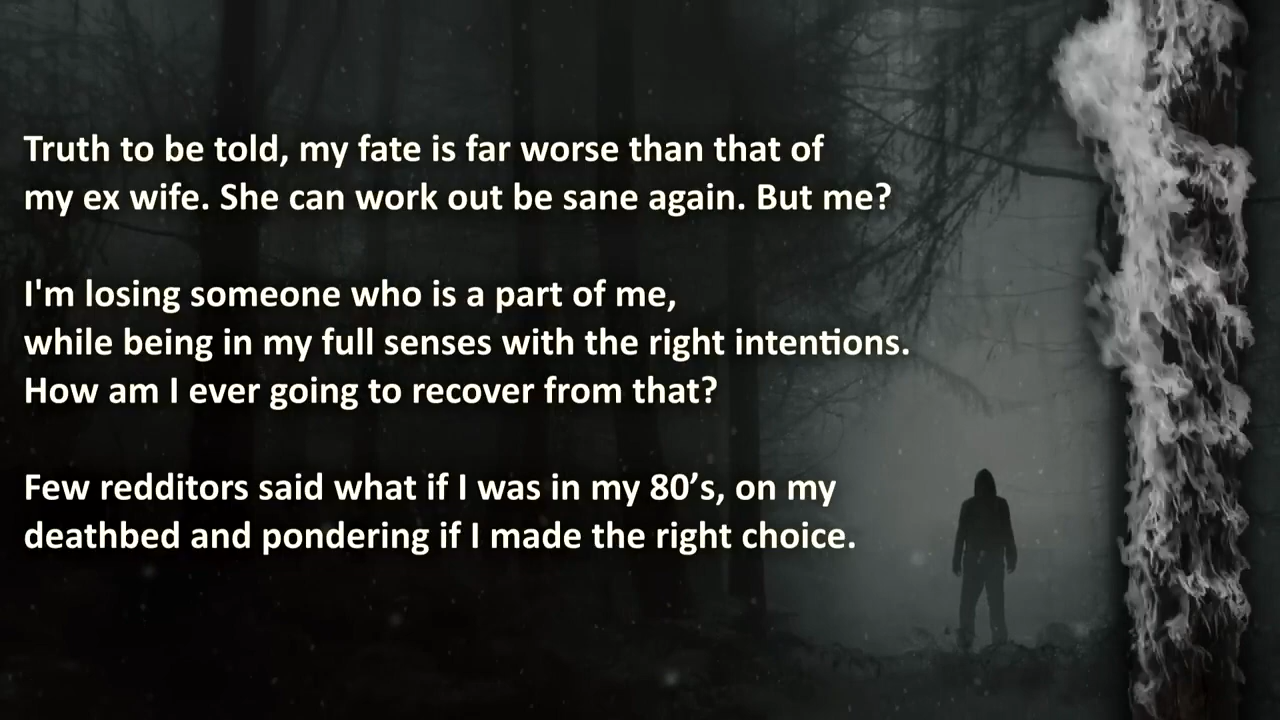 Truth to be told, my fate is far worse than that of
my ex wife. She can work out be sane again. But me?
I'm losing someone who is a part of me,
while being in my full senses with the right intentions.
How am I ever going to recover from that?
Few redditors said what if I was in my 80’s, on my
deathbed and pondering if I made the right choice.